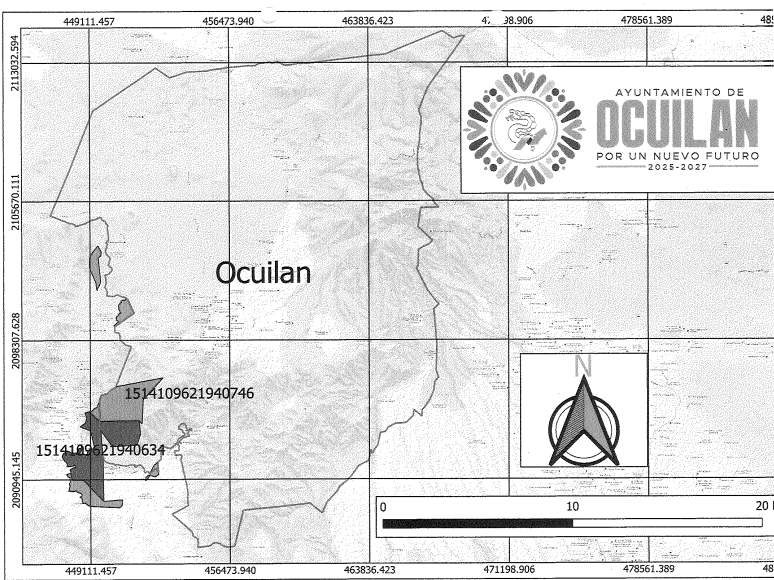 449111.457 456473.940 463836.423 478561.389
2113032.594
AYUNTAMIENTO DE
OCUILAN
POR UN NUEVO FUTURO
2025-2027
2105670.111
Ocuilan
2098307.628
N
1514109621940746
1514109621940634
2090945.145
0 10 20
449111.457 456473.940 463836.423 471198.906 478561.389